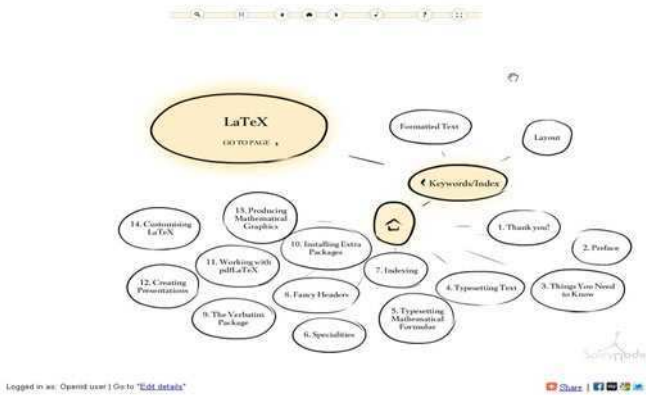 LaTeX
GO TO PAGE
Formatted Text
Layout
Keywords/Index
13. Producing
Mathematical
Graphics
14. Customising
LaTeX
1. Thank you!
10. Installing Extra
Packages
2. Preface
11. Working with
pdfLaTeX
7. Indexing
12. Creating
Presentations
8. Fancy Headers
4. Typesetting Text
3. Things You Need
to Know
9. The Verbatim
Package
5. Typesetting
Mathematical
Formulae
6. Specialities
Logged in as: Openid user | Go to "Edit details"
Share |